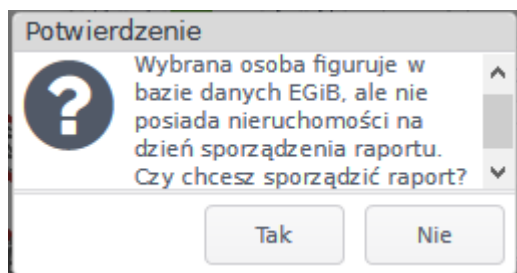 Potwierdzenie
Wybrana osoba figuruje w
bazie danych EGiB, ale nie
posiada nieruchomości na
dzień sporządzenia raportu.
Czy chcesz sporządzić raport?
Tak
Nie